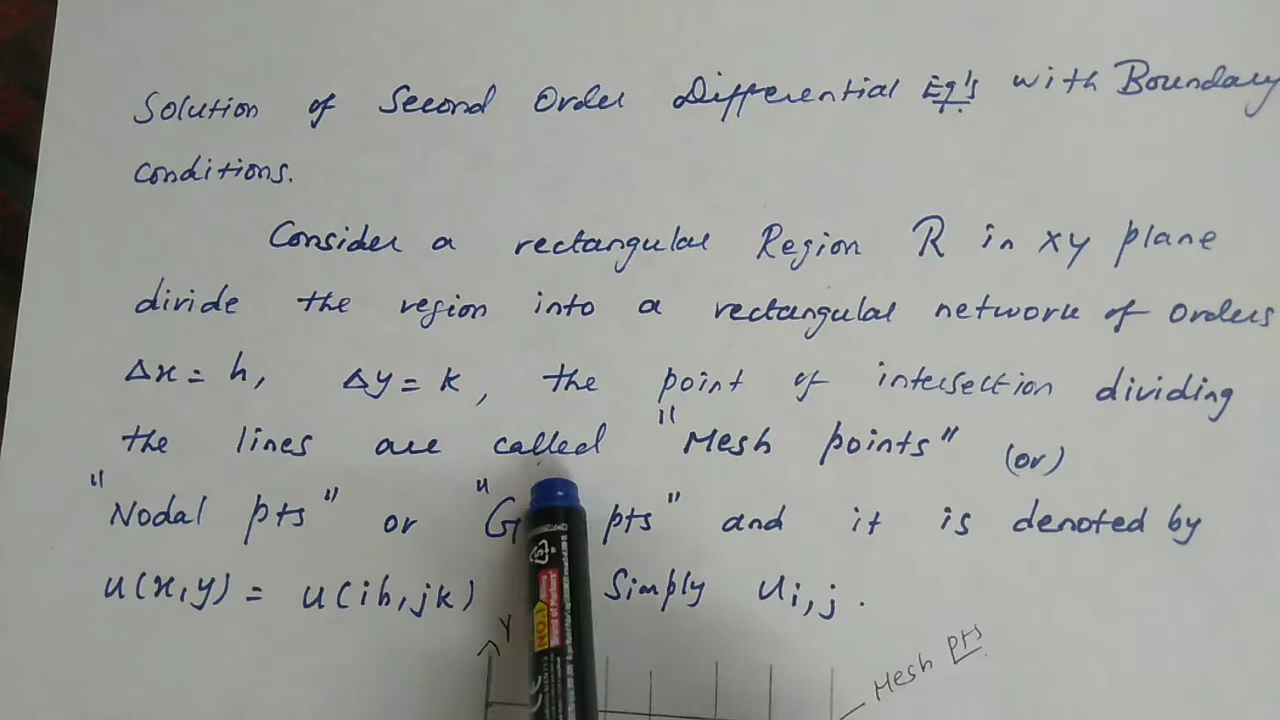 Solution of Second Order Differential Eq's with Boundary
conditions.
Consider a rectangular Region R in xy plane
divide the region into a rectangular network of orders
Δx = h, Δy = k, the point of intersection dividing
the lines are called "Mesh points" (or)
"Nodal pts" or "G pts" and it is denoted by
u(x,y) = u(ih, jk) Simply u i,j .
Y
Mesh pts
NO.1